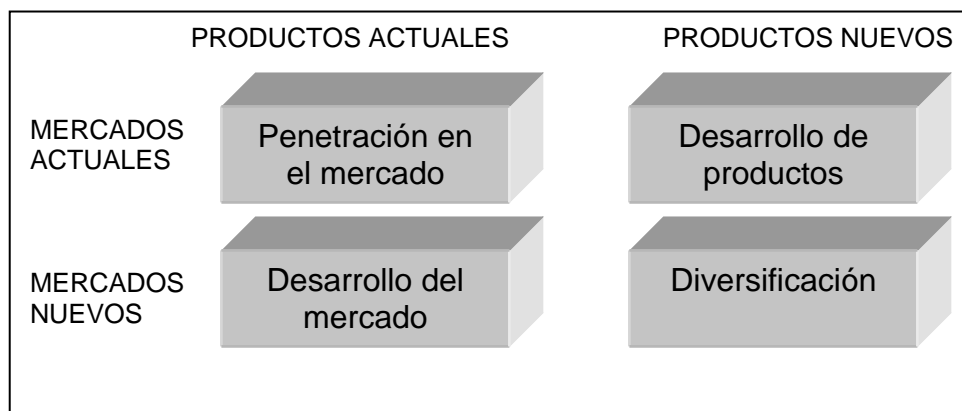 PRODUCTOS ACTUALES
PRODUCTOS NUEVOS
MERCADOS
ACTUALES
Penetración en
el mercado
Desarrollo de
productos
MERCADOS
NUEVOS
Desarrollo del
mercado
Diversificación